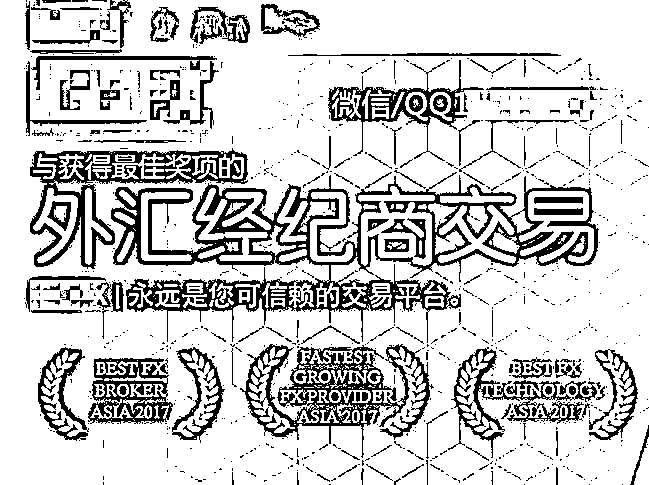 微信/QQ1
与获得最佳奖项的
外汇经纪商交易
X | 永远是您可信赖的交易平台。
BEST FX
BROKER
ASIA 2017
FASTEST
GROWING
FX PROVIDER
ASIA 2017
BEST FX
TECHNOLOGY
ASIA 2017